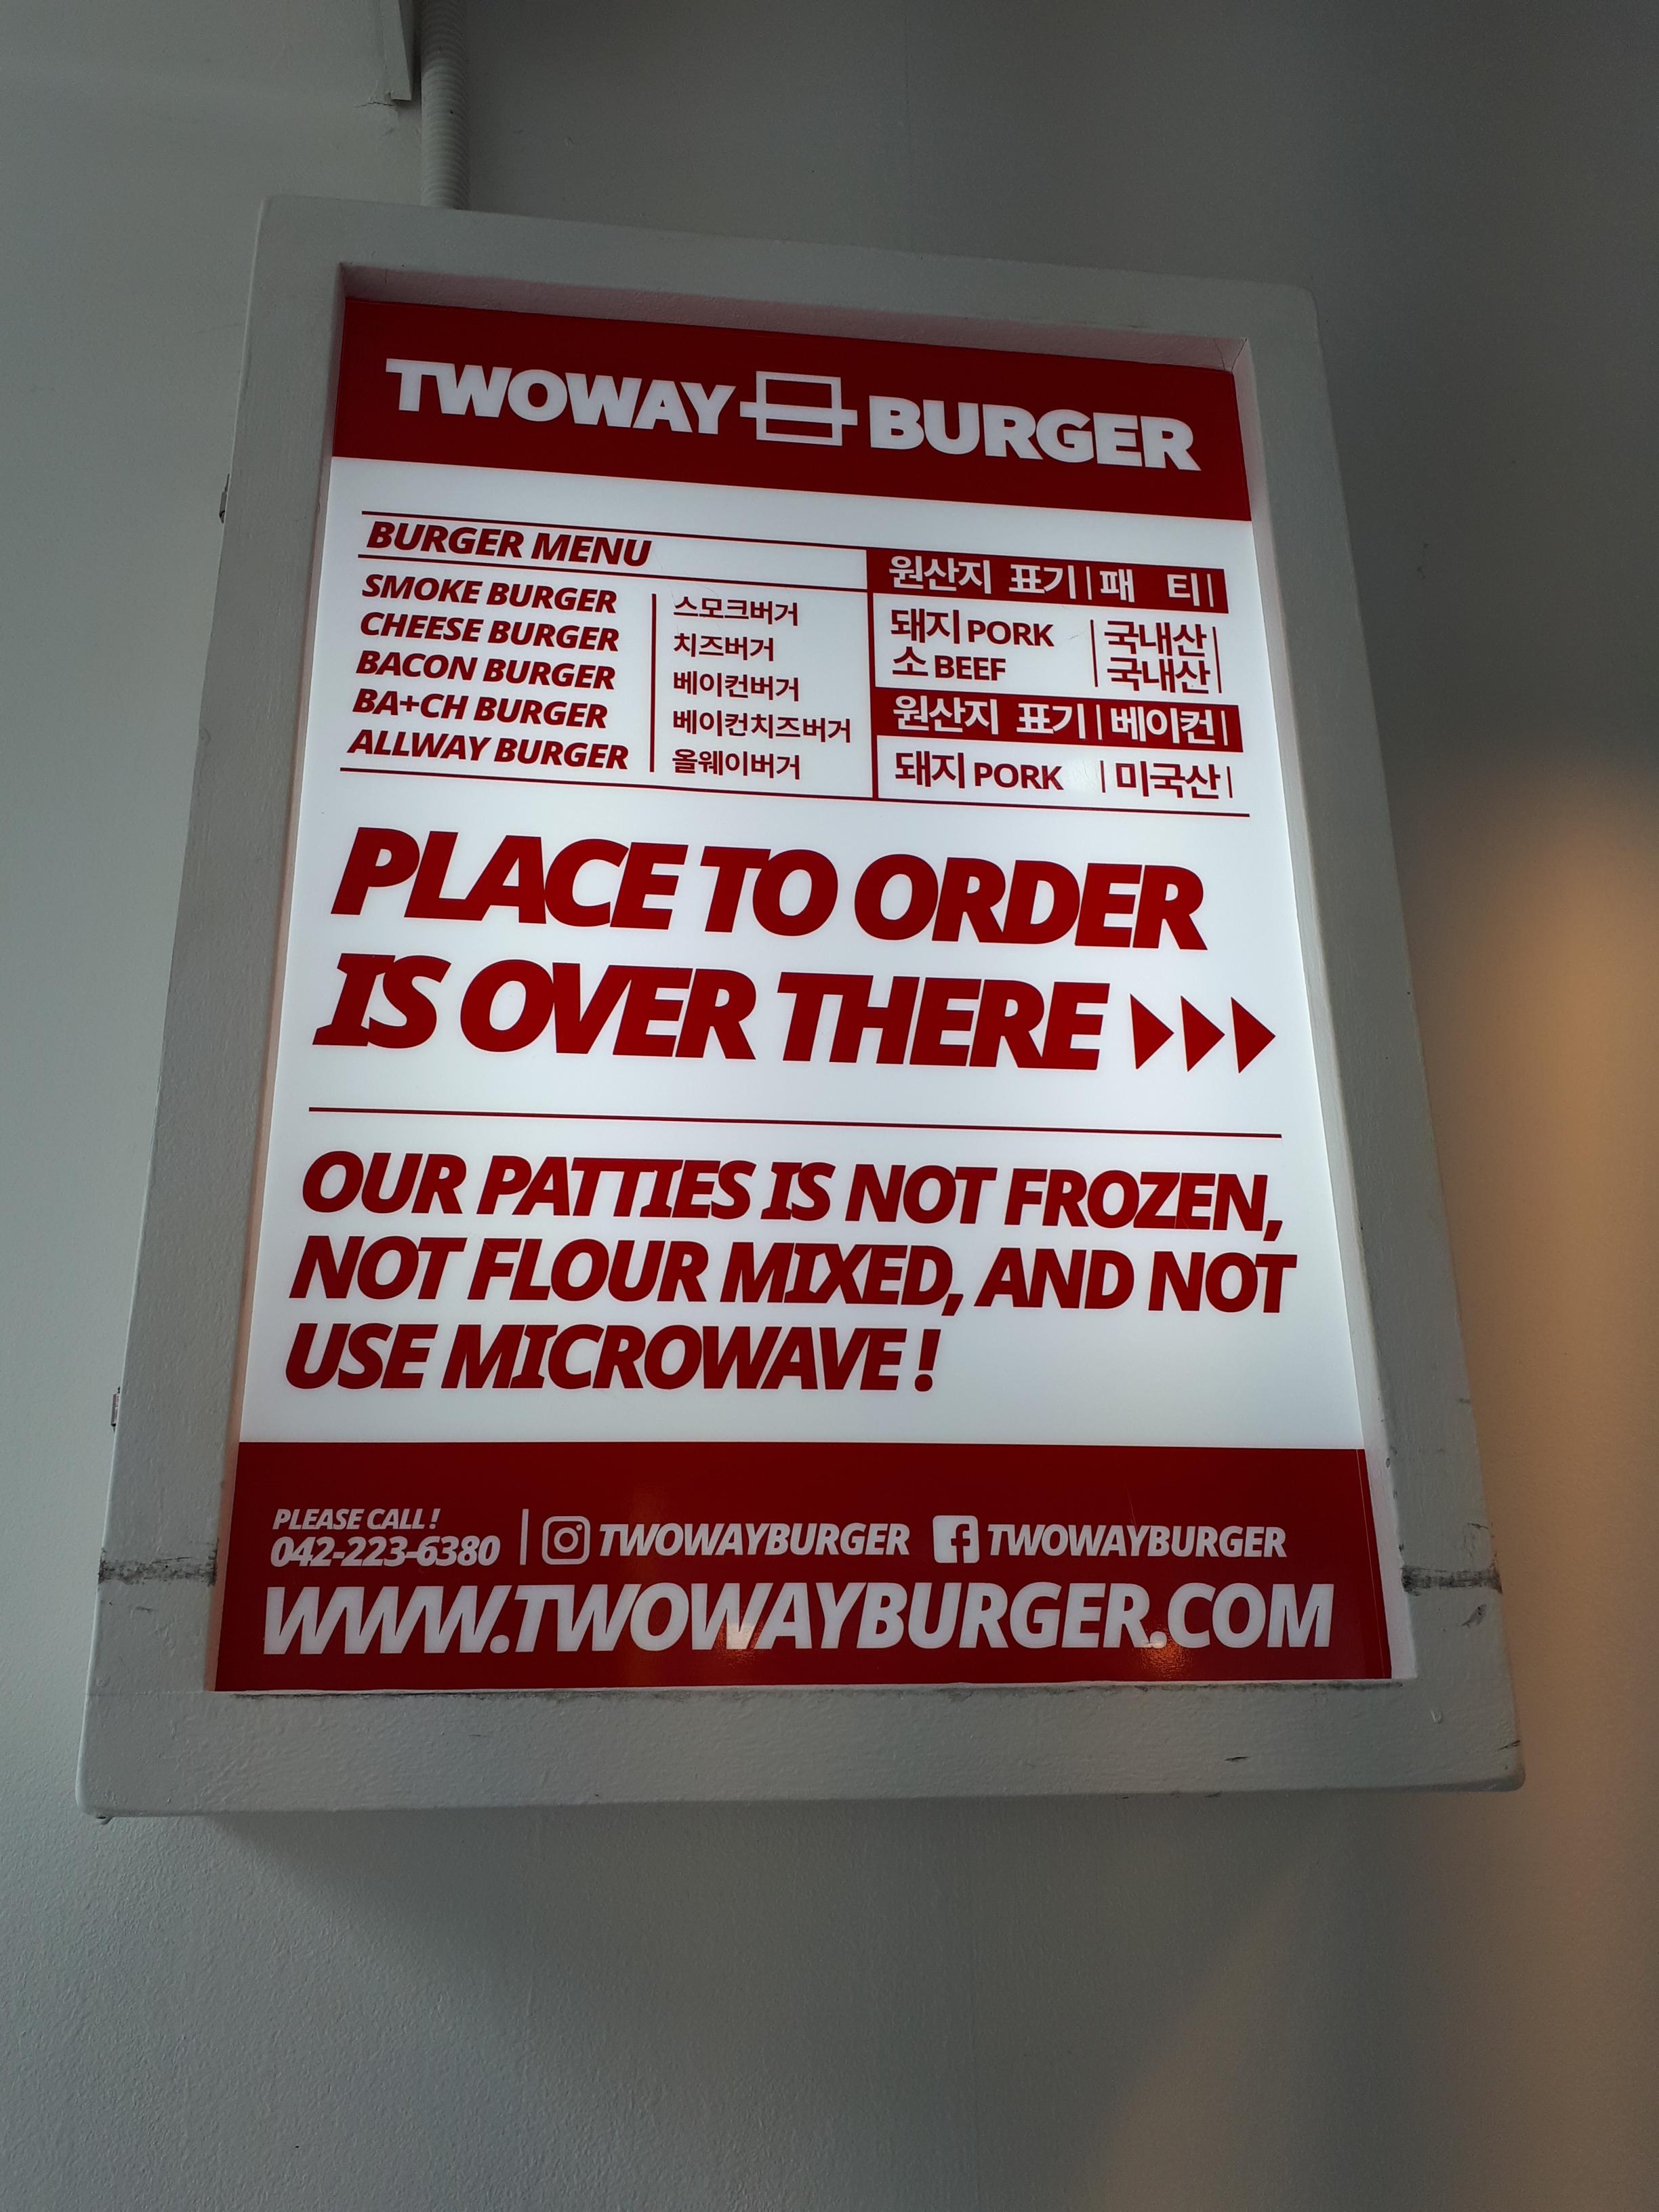 TWOWAY BURGER
BURGER MENU
SMOKE BURGER 스모크버거
CHEESE BURGER 치즈버거
BACON BURGER 베이컨버거
BA+CH BURGER 베이컨치즈버거
ALLWAY BURGER 올웨이버거
원산지 표기 | 패 티 |
돼지 PORK | 국내산 |
소 BEEF | 국내산 |
원산지 표기 | 베이컨 |
돼지 PORK | 미국산 |
PLACE TO ORDER
IS OVER THERE
OUR PATTIES IS NOT FROZEN,
NOT FLOUR MIXED, AND NOT
USE MICROWAVE !
PLEASE CALL !
042-223-6380 | TWOWAYBURGER TWOWAYBURGER
WWW.TWOWAYBURGER.COM